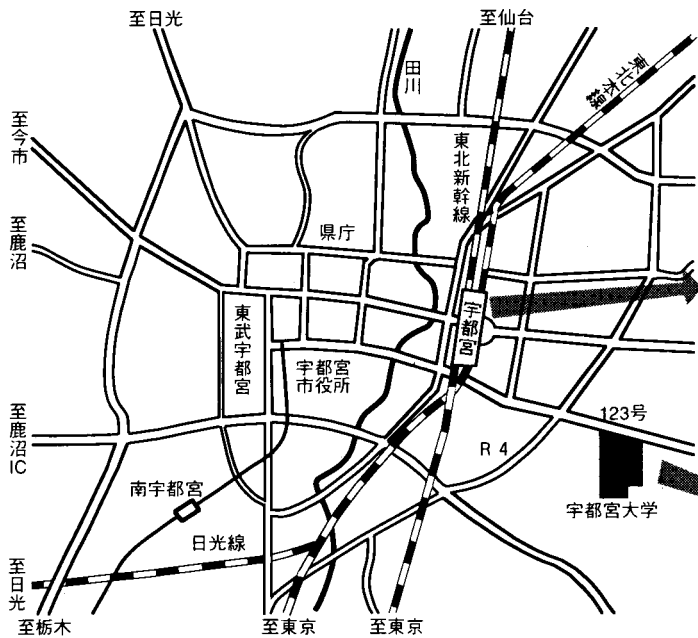 至日光
至仙台
田川
東北本線
至今市
東北新幹線
至鹿沼
県庁
宇都宮
東武宇都宮
宇都宮
市役所
至鹿沼
IC
123号
R 4
宇都宮大学
南宇都宮
日光線
至日光
至栃木
至東京
至東京